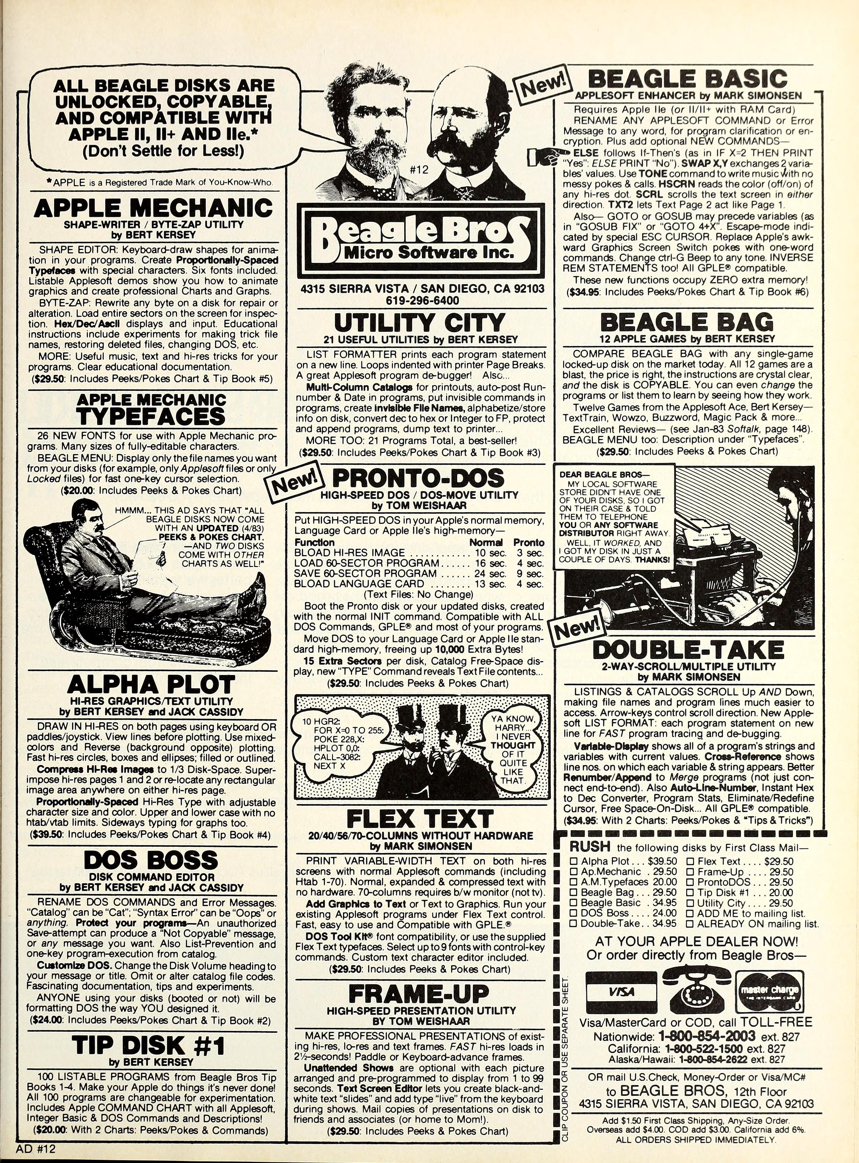 ALL BEAGLE DISKS ARE
UNLOCKED, COPYABLE,
AND COMPATIBLE WITH
APPLE II, II+ AND IIe.*
(Don't Settle for Less!)
*APPLE is a Registered Trade Mark of You-Know-Who.
APPLE MECHANIC
SHAPE-WRITER / BYTE-ZAP UTILITY
by BERT KERSEY
SHAPE EDITOR: Keyboard-draw shapes for anima-
tion in your programs. Create Proportionally-Spaced
Typefaces with special characters. Six fonts included.
Listable Applesoft demos show you how to animate
graphics and create professional Charts and Graphs.
BYTE-ZAP: Rewrite any byte on a disk for repair or
alteration. Load entire sectors on the screen for inspec-
tion. Hex/Dec/Ascii displays and input. Educational
instructions include experiments for making trick file
names, restoring deleted files, changing DOS, etc.
MORE: Useful music, text and hi-res tricks for your
programs. Clear educational documentation.
($29.50: Includes Peeks/Pokes Chart & Tip Book #5)
APPLE MECHANIC
TYPEFACES
26 NEW FONTS for use with Apple Mechanic pro-
grams. Many sizes of fully-editable characters.
BEAGLE MENU: Display only the file names you want
from your disks (for example, only Applesoft files or only
Locked files) for fast one-key cursor selection.
($20.00: Includes Peeks & Pokes Chart)
HMMM... THIS AD SAYS THAT "ALL
BEAGLE DISKS NOW COME
WITH AN UPDATED (4/83)
PEEKS & POKES CHART.
—AND TWO DISKS
COME WITH OTHER
CHARTS AS WELL!"
ALPHA PLOT
HI-RES GRAPHICS/TEXT UTILITY
by BERT KERSEY and JACK CASSIDY
DRAW IN HI-RES on both pages using keyboard OR
paddles/joystick. View lines before plotting. Use mixed-
colors and Reverse (background opposite) plotting.
Fast hi-res circles, boxes and ellipses; filled or outlined.
Compress Hi-Res Images to 1/3 Disk-Space. Super-
impose hi-res pages 1 and 2 or re-locate any rectangular
image area anywhere on either hi-res page.
Proportionally-Spaced Hi-Res Type with adjustable
character size and color. Upper and lower case with no
htab/vtab limits. Sideways typing for graphs too.
($39.50: Includes Peeks/Pokes Chart & Tip Book #4)
DOS BOSS
DISK COMMAND EDITOR
by BERT KERSEY and JACK CASSIDY
RENAME DOS COMMANDS and Error Messages.
"Catalog" can be "Cat"; "Syntax Error" can be "Oops" or
anything. Protect your programs—An unauthorized
Save-attempt can produce a "Not Copyable" message,
or any message you want. Also List-Prevention and
one-key program-execution from catalog.
Customize DOS. Change the Disk Volume heading to
your message or title. Omit or alter catalog file codes.
Fascinating documentation, tips and experiments.
ANYONE using your disks (booted or not) will be
formatting DOS the way YOU designed it.
($24.00: Includes Peeks/Pokes Chart & Tip Book #2)
TIP DISK #1
by BERT KERSEY
100 LISTABLE PROGRAMS from Beagle Bros Tip
Books 1-4. Make your Apple do things it's never done!
All 100 programs are changeable for experimentation.
Includes Apple COMMAND CHART with all Applesoft,
Integer Basic & DOS Commands and Descriptions!
($20.00: With 2 Charts: Peeks/Pokes & Commands)
AD #12
#12
Beagle Bros
Micro Software Inc.
4315 SIERRA VISTA / SAN DIEGO, CA 92103
619-296-6400
UTILITY CITY
21 USEFUL UTILITIES by BERT KERSEY
LIST FORMATTER prints each program statement
on a new line. Loops indented with printer Page Breaks.
A great Applesoft program de-bugger! Also...
Multi-Column Catalogs for printouts, auto-post Run-
number & Date in programs, put invisible commands in
programs, create Invisible File Names, alphabetize/store
info on disk, convert dec to hex or Integer to FP, protect
and append programs, dump text to printer...
MORE TOO: 21 Programs Total, a best-seller!
($29.50: Includes Peeks/Pokes Chart & Tip Book #3)
New!
PRONTO-DOS
HIGH-SPEED DOS / DOS-MOVE UTILITY
by TOM WEISHAAR
Put HIGH-SPEED DOS in your Apple's normal memory,
Language Card or Apple IIe's high-memory—
Function Normal Pronto
BLOAD HI-RES IMAGE .......... 10 sec. 3 sec.
LOAD 60-SECTOR PROGRAM...... 16 sec. 4 sec.
SAVE 60-SECTOR PROGRAM ...... 24 sec. 9 sec.
BLOAD LANGUAGE CARD ......... 13 sec. 4 sec.
(Text Files: No Change)
Boot the Pronto disk or your updated disks, created
with the normal INIT command. Compatible with ALL
DOS Commands, GPLE® and most of your programs.
Move DOS to your Language Card or Apple IIe stan-
dard high-memory, freeing up 10,000 Extra Bytes!
15 Extra Sectors per disk, Catalog Free-Space dis-
play, new "TYPE" Command reveals Text File contents...
($29.50: Includes Peeks & Pokes Chart)
10 HGR2:
FOR X=0 TO 255:
POKE 228,X:
HPLOT 0,0:
CALL-3082:
NEXT X
YA KNOW,
HARRY...
I NEVER
THOUGHT
OF IT
QUITE
LIKE
THAT.
FLEX TEXT
20/40/56/70-COLUMNS WITHOUT HARDWARE
by MARK SIMONSEN
PRINT VARIABLE-WIDTH TEXT on both hi-res
screens with normal Applesoft commands (including
Htab 1-70). Normal, expanded & compressed text with
no hardware. 70-columns requires b/w monitor (not tv).
Add Graphics to Text or Text to Graphics. Run your
existing Applesoft programs under Flex Text control.
Fast, easy to use and Compatible with GPLE.®
DOS Tool Kit® font compatibility, or use the supplied
Flex Text typefaces. Select up to 9 fonts with control-key
commands. Custom text character editor included.
($29.50: Includes Peeks & Pokes Chart)
FRAME-UP
HIGH-SPEED PRESENTATION UTILITY
BY TOM WEISHAAR
MAKE PROFESSIONAL PRESENTATIONS of exist-
ing hi-res, lo-res and text frames. FAST hi-res loads in
2½-seconds! Paddle or Keyboard-advance frames.
Unattended Shows are optional with each picture
arranged and pre-programmed to display from 1 to 99
seconds. Text Screen Editor lets you create black-and-
white text "slides" and add type "live" from the keyboard
during shows. Mail copies of presentations on disk to
friends and associates (or home to Mom!).
($29.50: Includes Peeks & Pokes Chart)
New!
BEAGLE BASIC
APPLESOFT ENHANCER by MARK SIMONSEN
Requires Apple IIe (or II/II+ with RAM Card)
RENAME ANY APPLESOFT COMMAND or Error
Message to any word, for program clarification or en-
cryption. Plus add optional NEW COMMANDS—
ELSE follows If-Then's (as in IF X=2 THEN PRINT
"Yes": ELSE PRINT "No"). SWAP X,Y exchanges 2 varia-
bles' values. Use TONE command to write music with no
messy pokes & calls. HSCRN reads the color (off/on) of
any hi-res dot. SCRL scrolls the text screen in either
direction. TXT2 lets Text Page 2 act like Page 1.
Also— GOTO or GOSUB may precede variables (as
in "GOSUB FIX" or "GOTO 4+X". Escape-mode indi-
cated by special ESC CURSOR. Replace Apple's awk-
ward Graphics Screen Switch pokes with one-word
commands. Change ctrl-G Beep to any tone. INVERSE
REM STATEMENTS too! All GPLE® compatible.
These new functions occupy ZERO extra memory!
($34.95: Includes Peeks/Pokes Chart & Tip Book #6)
BEAGLE BAG
12 APPLE GAMES by BERT KERSEY
COMPARE BEAGLE BAG with any single-game
locked-up disk on the market today. All 12 games are a
blast, the price is right, the instructions are crystal clear,
and the disk is COPYABLE. You can even change the
programs or list them to learn by seeing how they work.
Twelve Games from the Applesoft Ace, Bert Kersey—
TextTrain, Wowzo, Buzzword, Magic Pack & more...
Excellent Reviews— (see Jan-83 Softalk, page 148).
BEAGLE MENU too: Description under "Typefaces".
($29.50: Includes Peeks & Pokes Chart)
DEAR BEAGLE BROS—
MY LOCAL SOFTWARE
STORE DIDN'T HAVE ONE
OF YOUR DISKS, SO I GOT
ON THEIR CASE & TOLD
THEM TO TELEPHONE
YOU OR ANY SOFTWARE
DISTRIBUTOR RIGHT AWAY.
WELL, IT WORKED, AND
I GOT MY DISK IN JUST A
COUPLE OF DAYS. THANKS!
New!
DOUBLE-TAKE
2-WAY-SCROLL/MULTIPLE UTILITY
by MARK SIMONSEN
LISTINGS & CATALOGS SCROLL Up AND Down,
making file names and program lines much easier to
access. Arrow-keys control scroll direction. New Apple-
soft LIST FORMAT: each program statement on new
line for FAST program tracing and de-bugging.
Variable-Display shows all of a program's strings and
variables with current values. Cross-Reference shows
line nos. on which each variable & string appears. Better
Renumber/Append to Merge programs (not just con-
nect end-to-end). Also Auto-Line-Number, Instant Hex
to Dec Converter, Program Stats, Eliminate/Redefine
Cursor, Free Space-On-Disk... All GPLE® compatible.
($34.95: With 2 Charts: Peeks/Pokes & "Tips & Tricks")
RUSH the following disks by First Class Mail—
Alpha Plot... $39.50 Flex Text.... $29.50
Ap.Mechanic . 29.50 Frame-Up.... 29.50
A.M.Typefaces 20.00 ProntoDOS... 29.50
Beagle Bag .. 29.50 Tip Disk #1 .. 20.00
Beagle Basic . 34.95 Utility City.... 29.50
DOS Boss.... 24.00 ADD ME to mailing list.
Double-Take.. 34.95 ALREADY ON mailing list.
AT YOUR APPLE DEALER NOW!
Or order directly from Beagle Bros—
VISA
master charge
THE INTERBANK CARD
Visa/MasterCard or COD, call TOLL-FREE
Nationwide: 1-800-854-2003 ext. 827
California: 1-800-522-1500 ext. 827
Alaska/Hawaii: 1-800-854-2622 ext. 827
OR mail U.S.Check, Money-Order or Visa/MC#
to BEAGLE BROS, 12th Floor
4315 SIERRA VISTA, SAN DIEGO, CA 92103
Add $1.50 First Class Shipping, Any-Size Order.
Overseas add $4.00. COD add $3.00. California add 6%.
ALL ORDERS SHIPPED IMMEDIATELY.
CLIP COUPON OR USE SEPARATE SHEET.